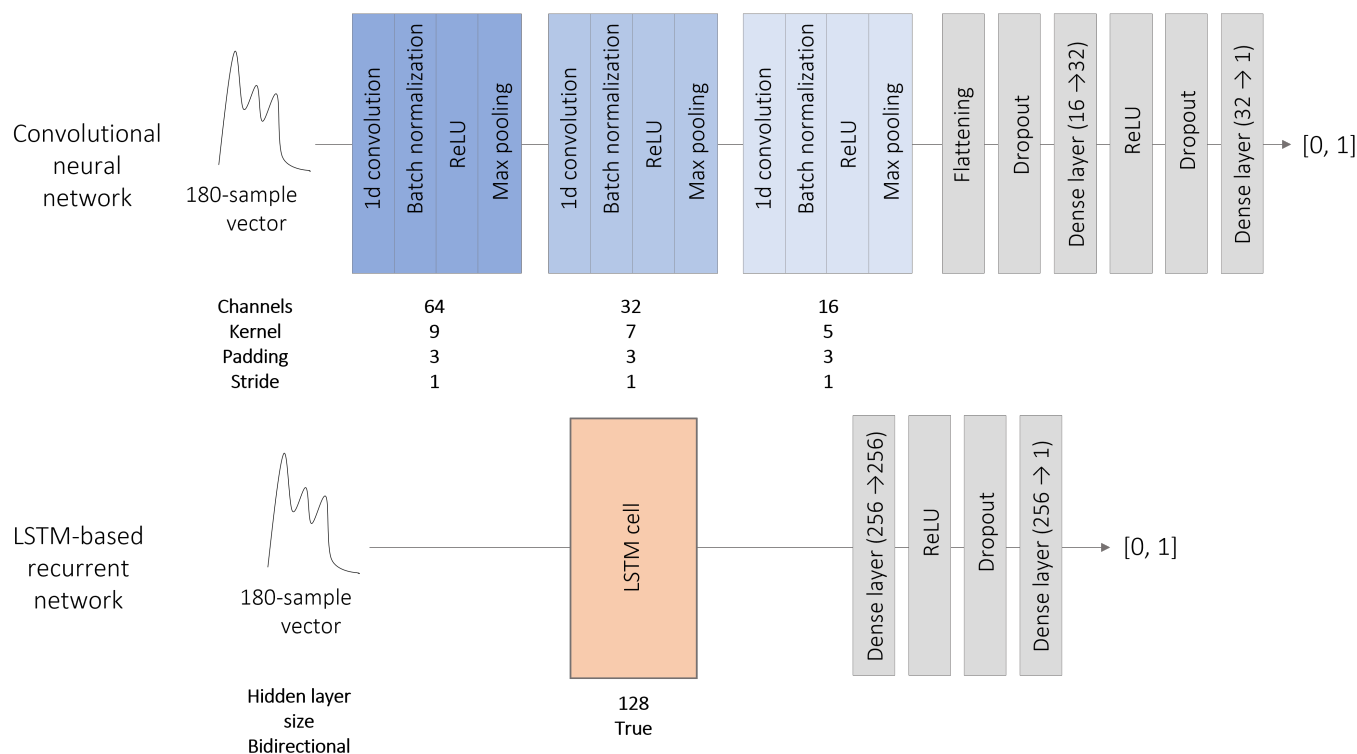 Convolutional
neural
network
180-sample
vector
1d convolution
Batch normalization
ReLU
Max pooling
1d convolution
Batch normalization
ReLU
Max pooling
1d convolution
Batch normalization
ReLU
Max pooling
Flattening
Dropout
Dense layer (16 →32)
ReLU
Dropout
Dense layer (32 → 1)
[0, 1]
Channels 64 32 16
Kernel 9 7 5
Padding 3 3 3
Stride 1 1 1
LSTM-based
recurrent
network
180-sample
vector
LSTM cell
Dense layer (256 →256)
ReLU
Dropout
Dense layer (256 → 1)
[0, 1]
Hidden layer
size
Bidirectional
128
True